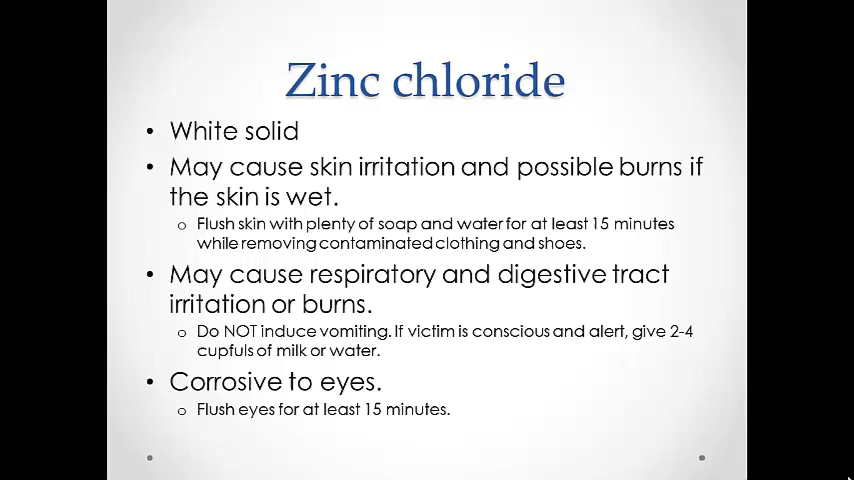 Zinc chloride
• White solid
• May cause skin irritation and possible burns if
the skin is wet.
o Flush skin with plenty of soap and water for at least 15 minutes
while removing contaminated clothing and shoes.
• May cause respiratory and digestive tract
irritation or burns.
o Do NOT induce vomiting. If victim is conscious and alert, give 2-4
cupfuls of milk or water.
• Corrosive to eyes.
o Flush eyes for at least 15 minutes.